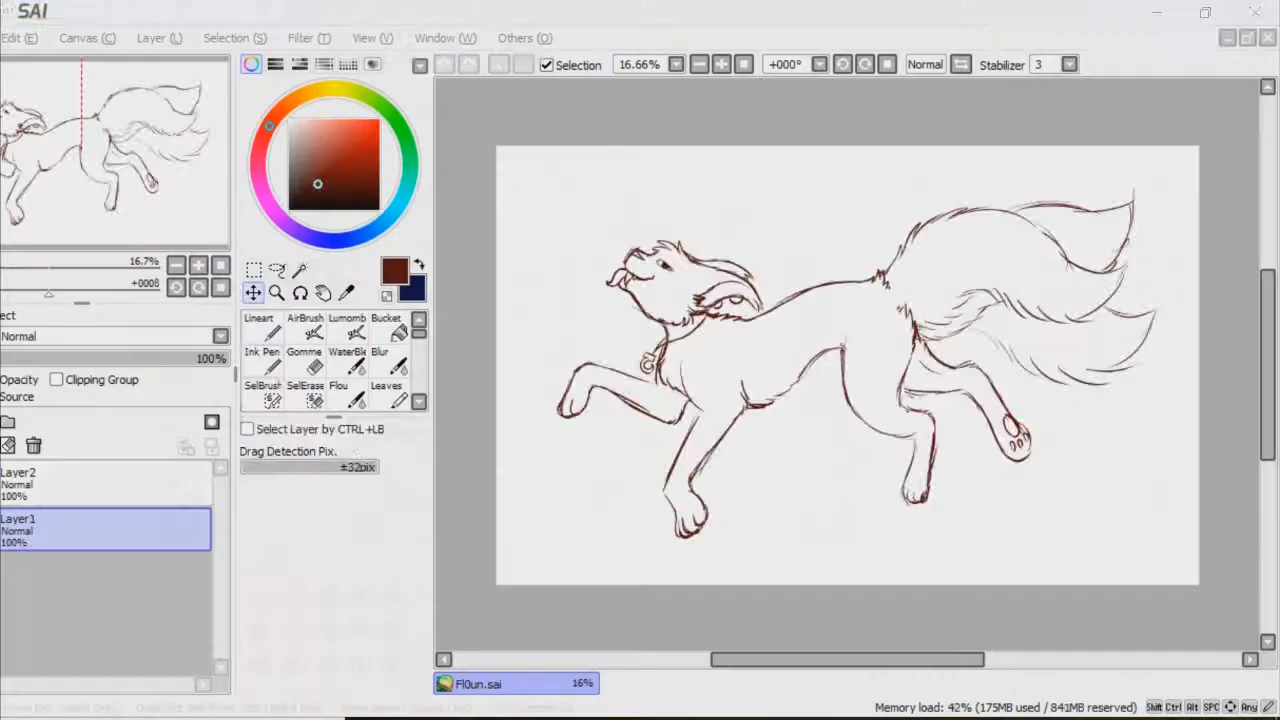 SAI
Edit (E) Canvas (C) Layer (L) Selection (S) Filter (T) View (V) Window (W) Others (O)
Selection 16.66% +000° Normal Stabilizer 3
16.7%
+000°
Normal
100%
Opacity Clipping Group
Source
Layer2
Normal
100%
Layer1
Normal
100%
Lineart AirBrush Lumomb Bucket
Ink Pen Gomme WaterBle Blur
SelBrush SelErase Flou Leaves
Select Layer by CTRL+LB
Drag Detection Pix. ±32pix
Fl0un.sai 16%
Memory load: 42% (175MB used / 841MB reserved) Shift Ctrl Alt SPC Any